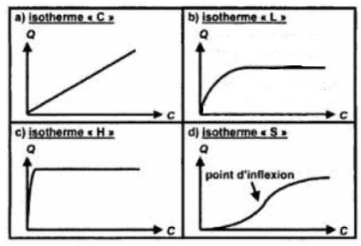 a) isotherme « C »
Q
C
b) isotherme « L »
Q
C
c) isotherme « H »
Q
C
d) isotherme « S »
Q
point d'inflexion
C